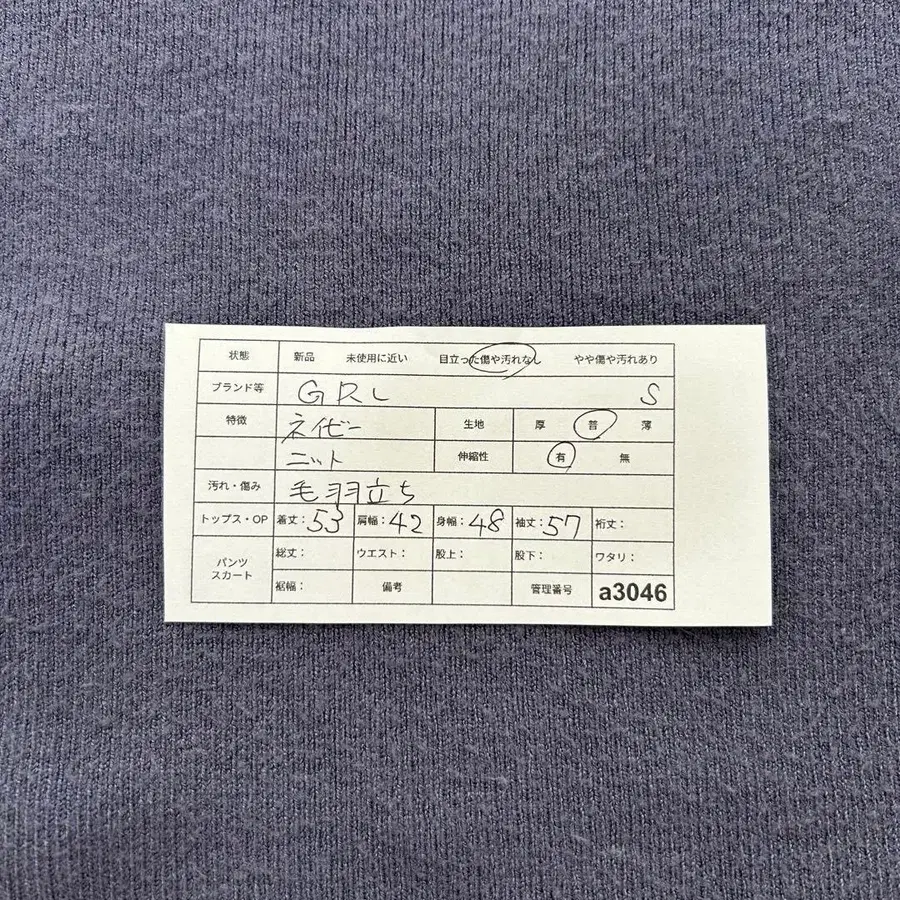 状態 新品 未使用に近い 目立った傷や汚れなし やや傷や汚れあり
ブランド等 GRL S
特徴 ネイビー 生地 厚 普 薄
ニット 伸縮性 有 無
汚れ・傷み 毛羽立ち
トップス・OP 着丈：53 肩幅：42 身幅：48 袖丈：57 裄丈：
パンツ スカート 総丈： ウエスト： 股上： 股下： ワタリ：
裾幅： 備考 管理番号 a3046